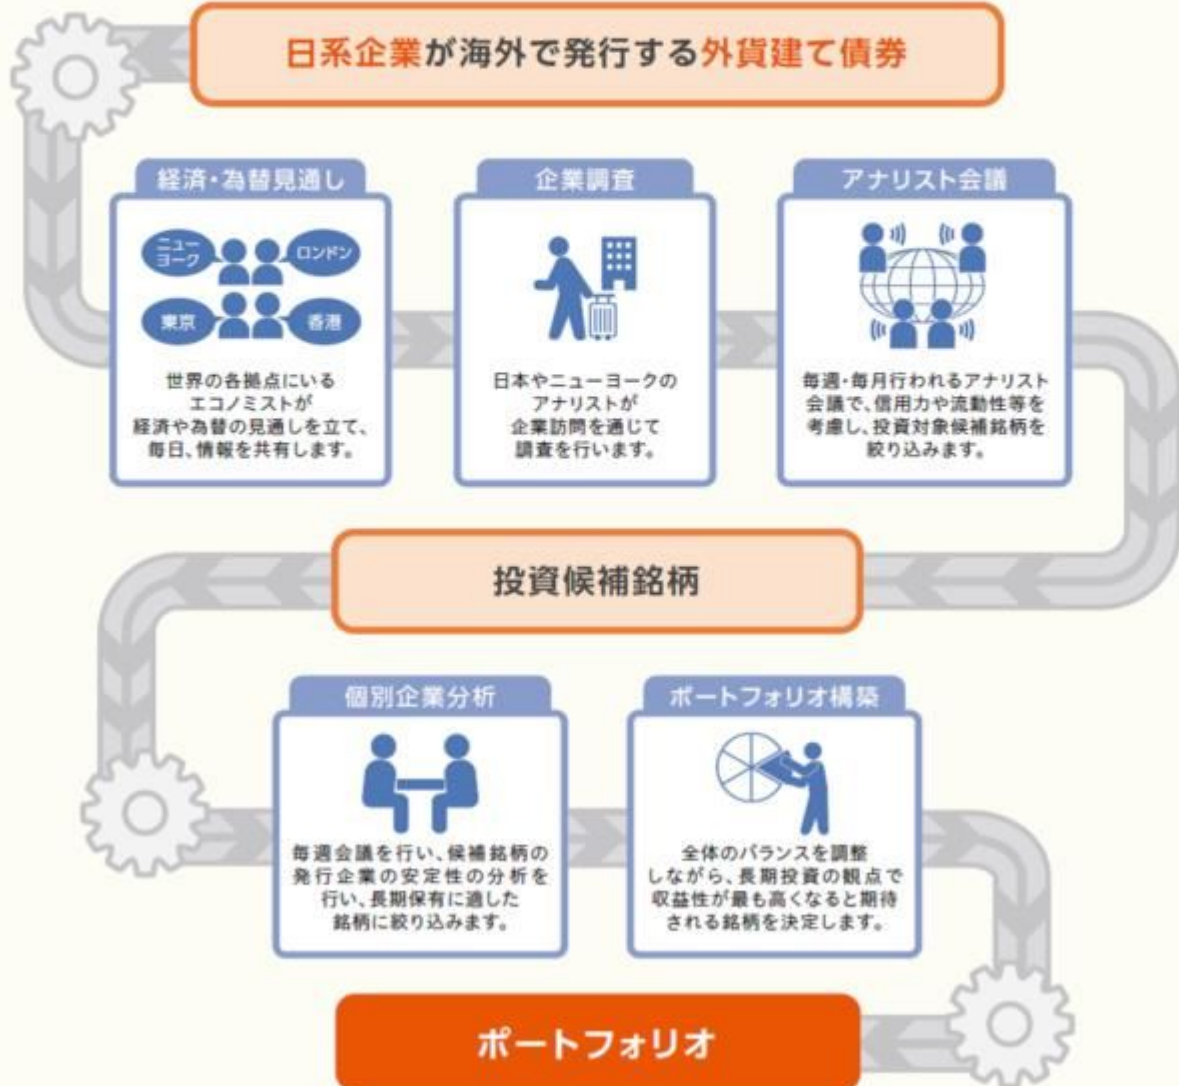 日系企業が海外で発行する外貨建て債券
経済・為替見通し
ニュー
ヨーク
ロンドン
東京
香港
世界の各拠点にいる
エコノミストが
経済や為替の見通しを立て、
毎日、情報を共有します。
企業調査
日本やニューヨークの
アナリストが
企業訪問を通じて
調査を行います。
アナリスト会議
毎週・毎月行われるアナリスト
会議で、信用力や流動性等を
考慮し、投資対象候補銘柄を
絞り込みます。
投資候補銘柄
個別企業分析
毎週会議を行い、候補銘柄の
発行企業の安定性の分析を
行い、長期保有に適した
銘柄に絞り込みます。
ポートフォリオ構築
全体のバランスを調整
しながら、長期投資の観点で
収益性が最も高くなると期待
される銘柄を決定します。
ポートフォリオ